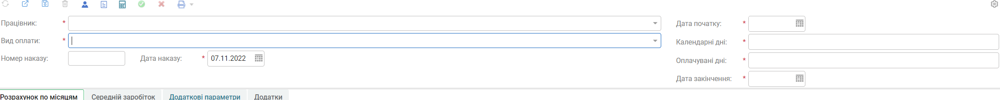 Працівник: *
Вид оплати: *
Номер наказу: Дата наказу: * 07.11.2022
Дата початку: *
Календарні дні: *
Оплачувані дні: *
Дата закінчення: *
Розрахунок по місяцям Середній заробіток Додаткові параметри Додатки